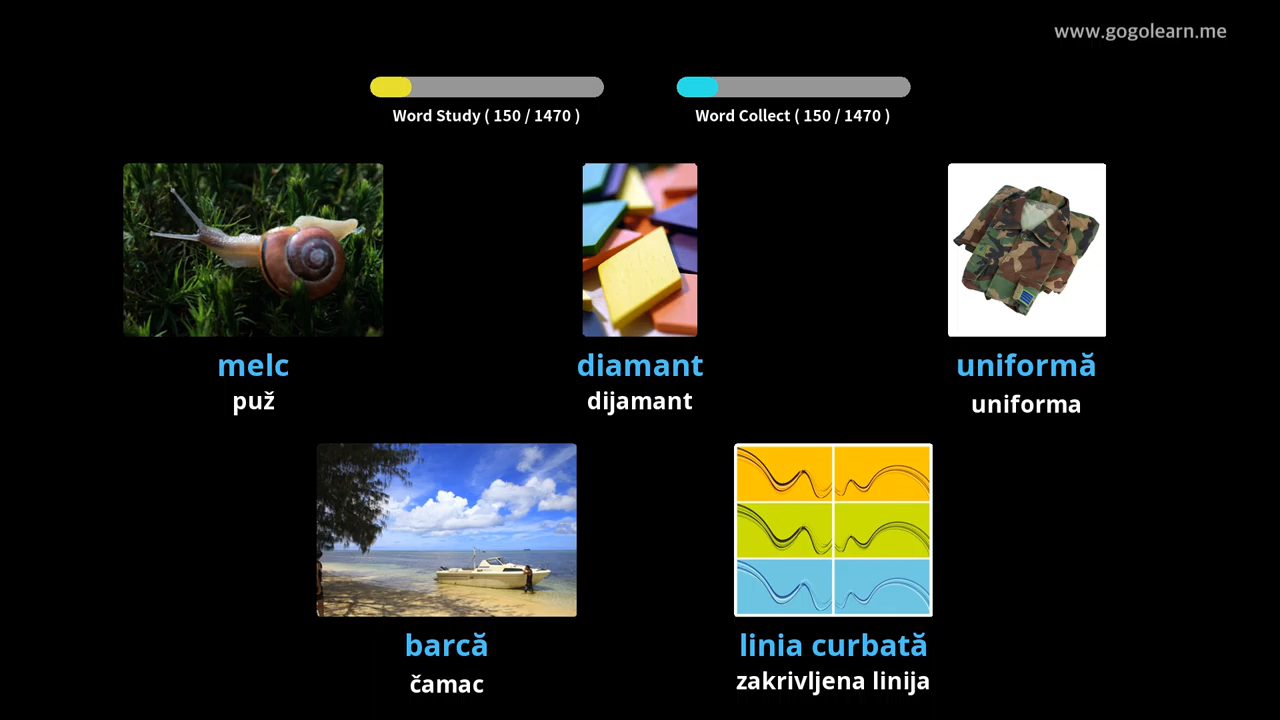 www.gogolearn.me
Word Study ( 150 / 1470 )
Word Collect ( 150 / 1470 )
melc
puž
diamant
dijamant
uniformă
uniforma
barcă
čamac
linia curbată
zakrivljena linija